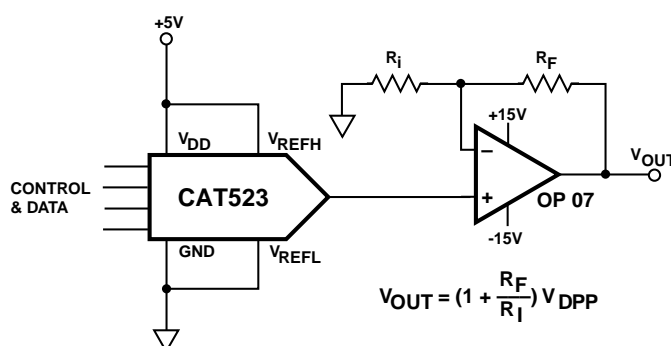 +5V
Ri
RF
+15V
VDD
VREFH
VOUT
–
CONTROL
& DATA
CAT523
+
OP 07
GND
VREFL
-15V
VOUT = (1 + RF/RI) V DPP